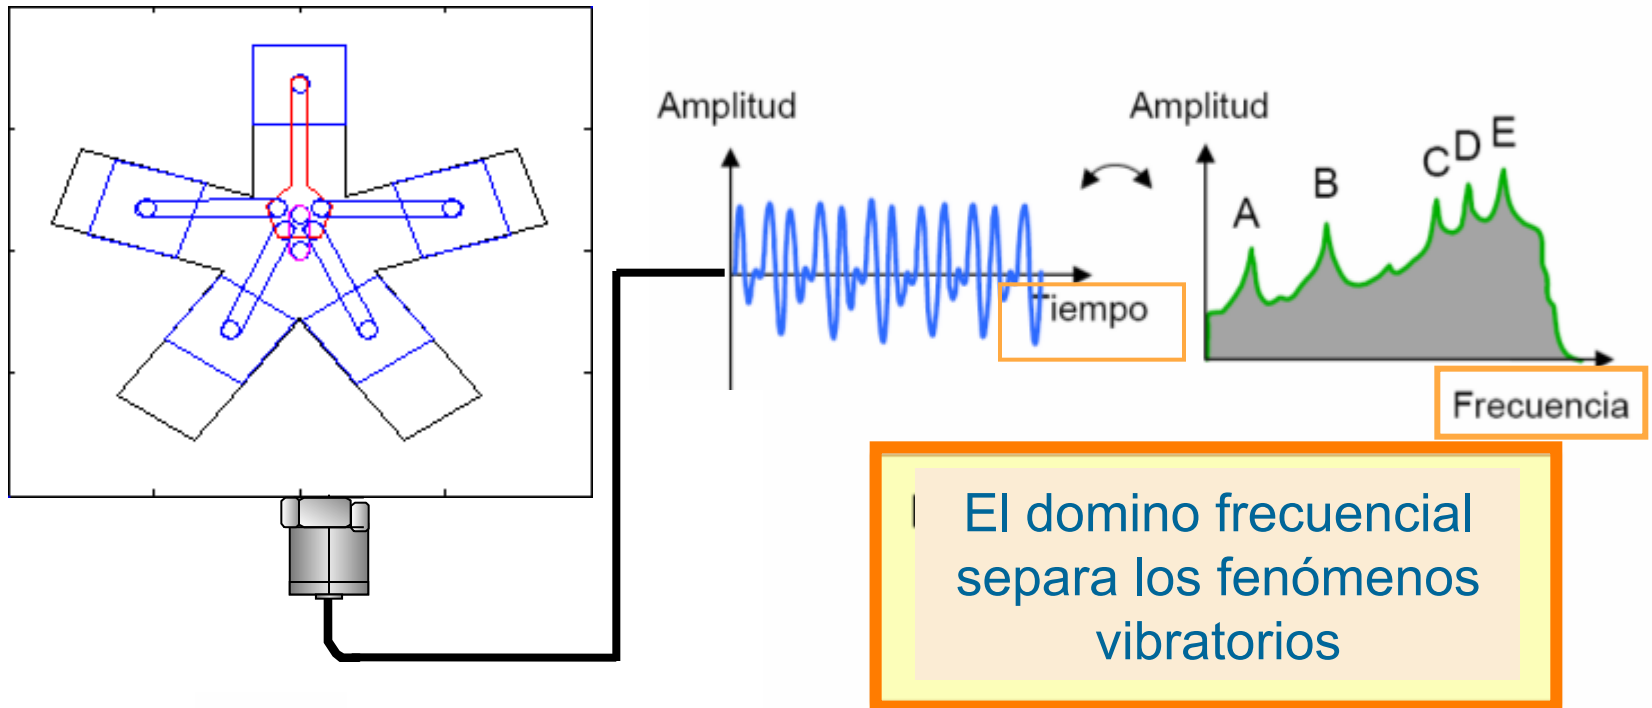 Amplitud
Tiempo
Amplitud
A
B
C
D
E
Frecuencia
El domino frecuencial
separa los fenómenos
vibratorios